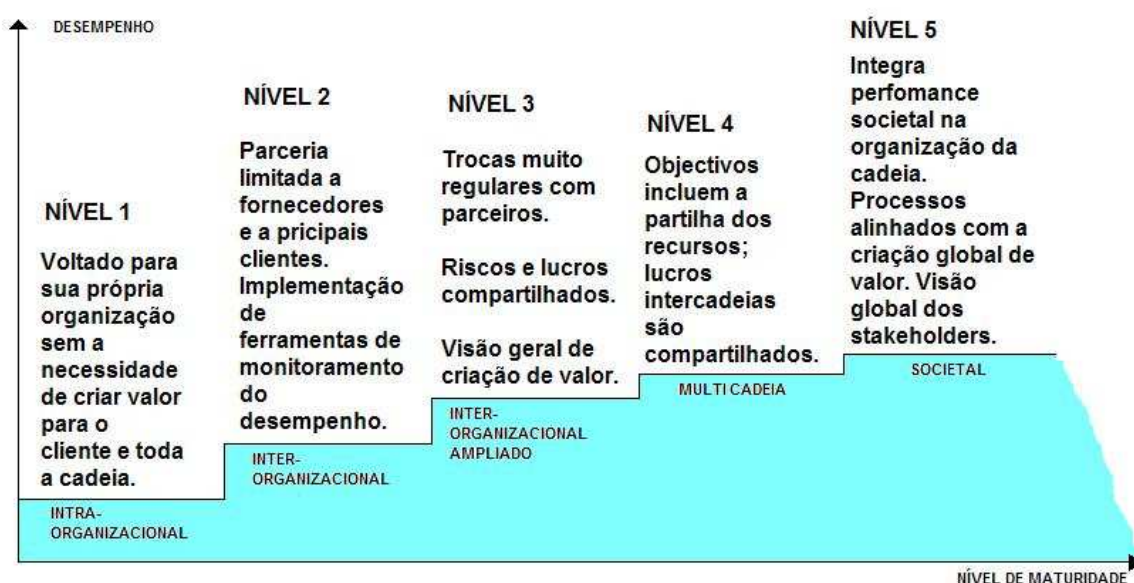 DESEMPENHO
NÍVEL 1
Voltado para
sua própria
organização
sem a
necessidade
de criar valor
para o
cliente e toda
a cadeia.
INTRA-
ORGANIZACIONAL
NÍVEL 2
Parceria
limitada a
fornecedores
e a pricipais
clientes.
Implementação
de
ferramentas de
monitoramento
do
desempenho.
INTER-
ORGANIZACIONAL
NÍVEL 3
Trocas muito
regulares com
parceiros.
Riscos e lucros
compartilhados.
Visão geral de
criação de valor.
INTER-
ORGANIZACIONAL
AMPLIADO
NÍVEL 4
Objectivos
incluem a
partilha dos
recursos;
lucros
intercadeias
são
compartilhados.
MULTI CADEIA
NÍVEL 5
Integra
perfomance
societal na
organização da
cadeia.
Processos
alinhados com a
criação global de
valor. Visão
global dos
stakeholders.
SOCIETAL
NÍVEL DE MATURIDADE